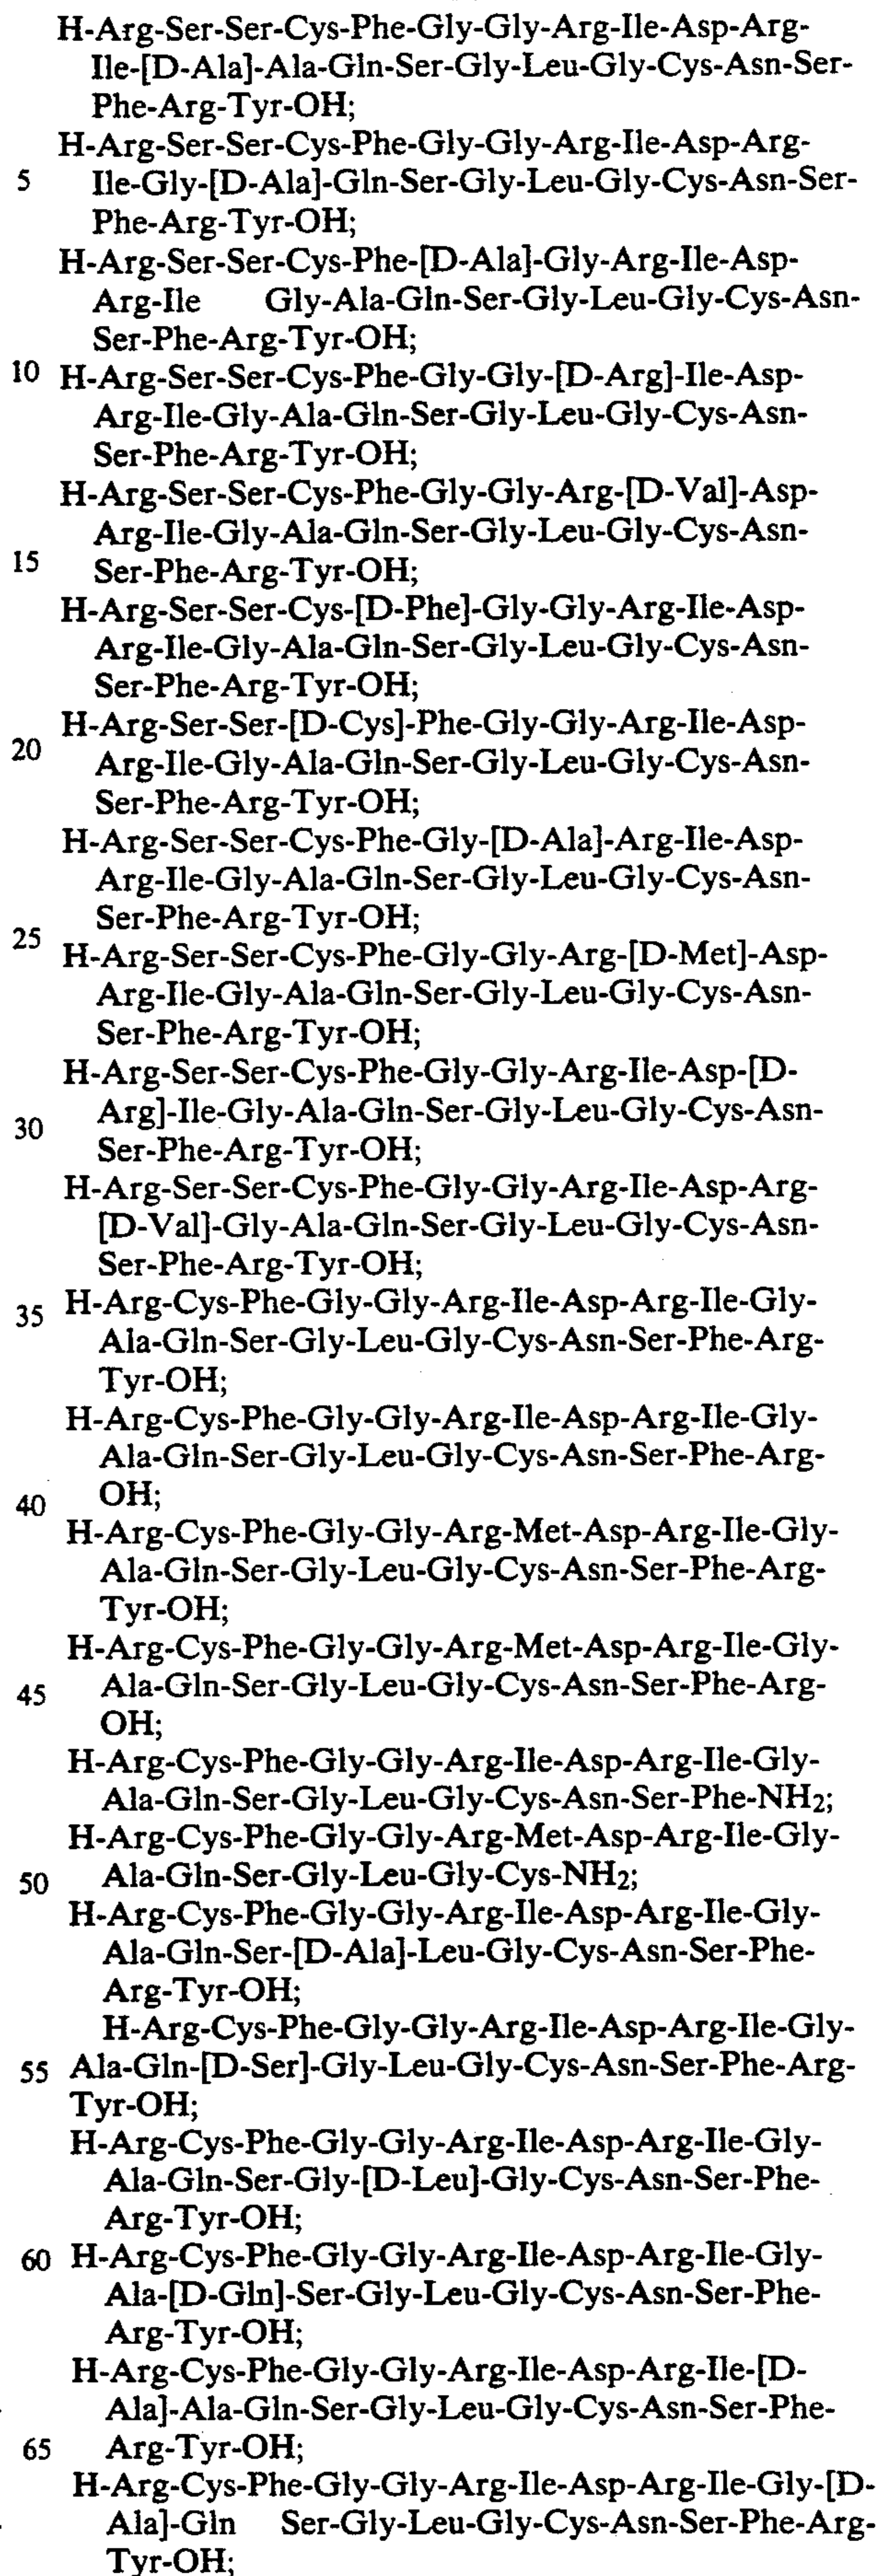 H-Arg-Ser-Ser-Cys-Phe-Gly-Gly-Arg-Ile-Asp-Arg-
Ile-[D-Ala]-Ala-Gln-Ser-Gly-Leu-Gly-Cys-Asn-Ser-
Phe-Arg-Tyr-OH;
H-Arg-Ser-Ser-Cys-Phe-Gly-Gly-Arg-Ile-Asp-Arg-
5 Ile-Gly-[D-Ala]-Gln-Ser-Gly-Leu-Gly-Cys-Asn-Ser-
Phe-Arg-Tyr-OH;
H-Arg-Ser-Ser-Cys-Phe-[D-Ala]-Gly-Arg-Ile-Asp-
Arg-Ile Gly-Ala-Gln-Ser-Gly-Leu-Gly-Cys-Asn-
Ser-Phe-Arg-Tyr-OH;
10 H-Arg-Ser-Ser-Cys-Phe-Gly-Gly-[D-Arg]-Ile-Asp-
Arg-Ile-Gly-Ala-Gln-Ser-Gly-Leu-Gly-Cys-Asn-
Ser-Phe-Arg-Tyr-OH;
H-Arg-Ser-Ser-Cys-Phe-Gly-Gly-Arg-[D-Val]-Asp-
Arg-Ile-Gly-Ala-Gln-Ser-Gly-Leu-Gly-Cys-Asn-
15 Ser-Phe-Arg-Tyr-OH;
H-Arg-Ser-Ser-Cys-[D-Phe]-Gly-Gly-Arg-Ile-Asp-
Arg-Ile-Gly-Ala-Gln-Ser-Gly-Leu-Gly-Cys-Asn-
Ser-Phe-Arg-Tyr-OH;
H-Arg-Ser-Ser-[D-Cys]-Phe-Gly-Gly-Arg-Ile-Asp-
20 Arg-Ile-Gly-Ala-Gln-Ser-Gly-Leu-Gly-Cys-Asn-
Ser-Phe-Arg-Tyr-OH;
H-Arg-Ser-Ser-Cys-Phe-Gly-[D-Ala]-Arg-Ile-Asp-
Arg-Ile-Gly-Ala-Gln-Ser-Gly-Leu-Gly-Cys-Asn-
Ser-Phe-Arg-Tyr-OH;
25 H-Arg-Ser-Ser-Cys-Phe-Gly-Gly-Arg-[D-Met]-Asp-
Arg-Ile-Gly-Ala-Gln-Ser-Gly-Leu-Gly-Cys-Asn-
Ser-Phe-Arg-Tyr-OH;
H-Arg-Ser-Ser-Cys-Phe-Gly-Gly-Arg-Ile-Asp-[D-
30 Arg]-Ile-Gly-Ala-Gln-Ser-Gly-Leu-Gly-Cys-Asn-
Ser-Phe-Arg-Tyr-OH;
H-Arg-Ser-Ser-Cys-Phe-Gly-Gly-Arg-Ile-Asp-Arg-
[D-Val]-Gly-Ala-Gln-Ser-Gly-Leu-Gly-Cys-Asn-
Ser-Phe-Arg-Tyr-OH;
35 H-Arg-Cys-Phe-Gly-Gly-Arg-Ile-Asp-Arg-Ile-Gly-
Ala-Gln-Ser-Gly-Leu-Gly-Cys-Asn-Ser-Phe-Arg-
Tyr-OH;
H-Arg-Cys-Phe-Gly-Gly-Arg-Ile-Asp-Arg-Ile-Gly-
Ala-Gln-Ser-Gly-Leu-Gly-Cys-Asn-Ser-Phe-Arg-
40 OH;
H-Arg-Cys-Phe-Gly-Gly-Arg-Met-Asp-Arg-Ile-Gly-
Ala-Gln-Ser-Gly-Leu-Gly-Cys-Asn-Ser-Phe-Arg-
Tyr-OH;
H-Arg-Cys-Phe-Gly-Gly-Arg-Met-Asp-Arg-Ile-Gly-
45 Ala-Gln-Ser-Gly-Leu-Gly-Cys-Asn-Ser-Phe-Arg-
OH;
H-Arg-Cys-Phe-Gly-Gly-Arg-Ile-Asp-Arg-Ile-Gly-
Ala-Gln-Ser-Gly-Leu-Gly-Cys-Asn-Ser-Phe-NH2;
H-Arg-Cys-Phe-Gly-Gly-Arg-Met-Asp-Arg-Ile-Gly-
50 Ala-Gln-Ser-Gly-Leu-Gly-Cys-NH2;
H-Arg-Cys-Phe-Gly-Gly-Arg-Ile-Asp-Arg-Ile-Gly-
Ala-Gln-Ser-[D-Ala]-Leu-Gly-Cys-Asn-Ser-Phe-
Arg-Tyr-OH;
H-Arg-Cys-Phe-Gly-Gly-Arg-Ile-Asp-Arg-Ile-Gly-
55 Ala-Gln-[D-Ser]-Gly-Leu-Gly-Cys-Asn-Ser-Phe-Arg-
Tyr-OH;
H-Arg-Cys-Phe-Gly-Gly-Arg-Ile-Asp-Arg-Ile-Gly-
Ala-Gln-Ser-Gly-[D-Leu]-Gly-Cys-Asn-Ser-Phe-
Arg-Tyr-OH;
60 H-Arg-Cys-Phe-Gly-Gly-Arg-Ile-Asp-Arg-Ile-Gly-
Ala-[D-Gln]-Ser-Gly-Leu-Gly-Cys-Asn-Ser-Phe-
Arg-Tyr-OH;
H-Arg-Cys-Phe-Gly-Gly-Arg-Ile-Asp-Arg-Ile-[D-
Ala]-Ala-Gln-Ser-Gly-Leu-Gly-Cys-Asn-Ser-Phe-
65 Arg-Tyr-OH;
H-Arg-Cys-Phe-Gly-Gly-Arg-Ile-Asp-Arg-Ile-Gly-[D-
Ala]-Gln Ser-Gly-Leu-Gly-Cys-Asn-Ser-Phe-Arg-
Tyr-OH;